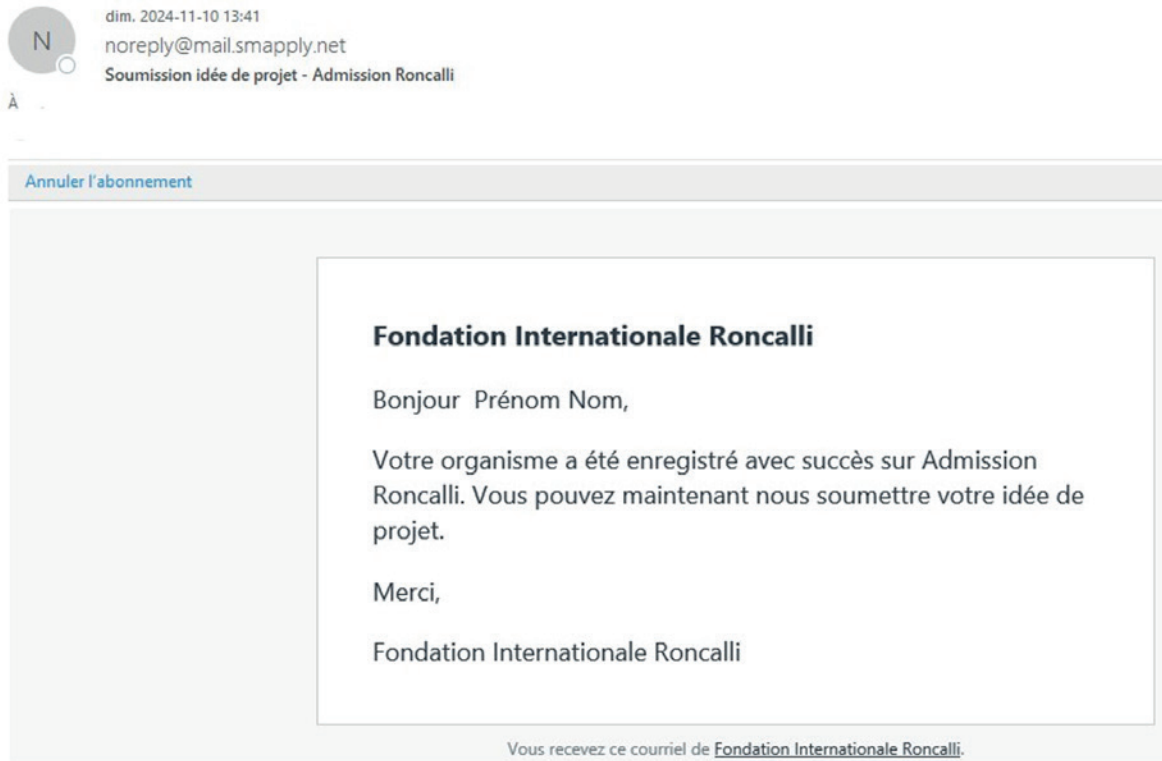 dim. 2024-11-10 13:41
N
noreply@mail.smapply.net
Soumission idée de projet - Admission Roncalli
À
Annuler l'abonnement
Fondation Internationale Roncalli
Bonjour  Prénom Nom,
Votre organisme a été enregistré avec succès sur Admission
Roncalli. Vous pouvez maintenant nous soumettre votre idée de
projet.
Merci,
Fondation Internationale Roncalli
Vous recevez ce courriel de Fondation Internationale Roncalli.